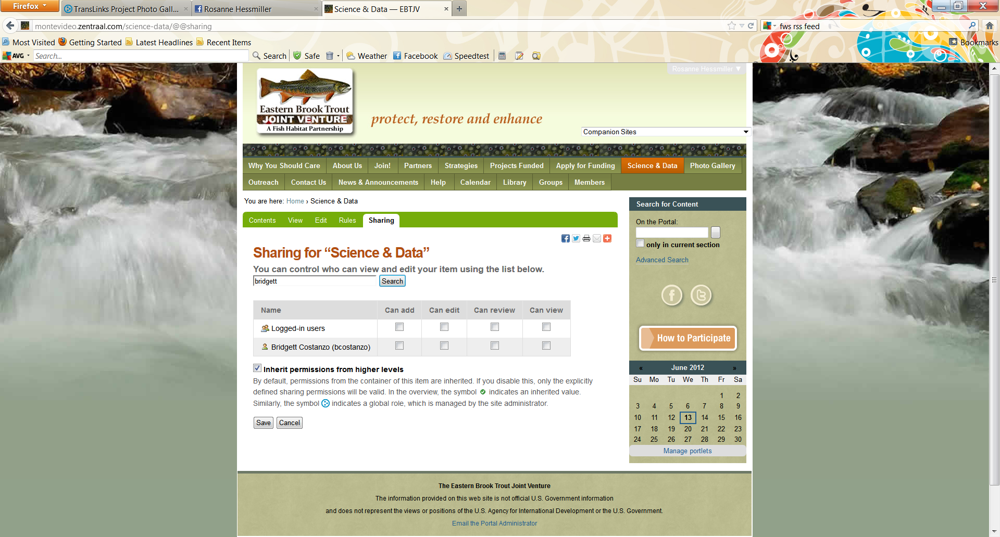 Firefox
TransLinks Project Photo Gall...
Rosanne Hessmiller
Science & Data — EBTJV
montevideo.zentraal.com/science-data/@@sharing
fws rss feed
Most Visited Getting Started Latest Headlines Recent Items
Bookmarks
AVG Search... Search Safe Weather Facebook Speedtest
Rosanne Hessmiller ▼
Eastern Brook Trout
JOINT VENTURE
A Fish Habitat Partnership
protect, restore and enhance
Companion Sites
Why You Should Care About Us Join! Partners Strategies Projects Funded Apply for Funding Science & Data Photo Gallery
Outreach Contact Us News & Announcements Help Calendar Library Groups Members
You are here: Home › Science & Data
Contents View Edit Rules Sharing
Sharing for “Science & Data”
You can control who can view and edit your item using the list below.
bridgett Search
Name Can add Can edit Can review Can view
Logged-in users
Bridgett Costanzo (bcostanzo)
Inherit permissions from higher levels
By default, permissions from the container of this item are inherited. If you disable this, only the explicitly
defined sharing permissions will be valid. In the overview, the symbol indicates an inherited value.
Similarly, the symbol indicates a global role, which is managed by the site administrator.
Save Cancel
Search for Content
On the Portal:
only in current section
Advanced Search
How to Participate
« June 2012 »
Su Mo Tu We Th Fr Sa
1 2
3 4 5 6 7 8 9
10 11 12 13 14 15 16
17 18 19 20 21 22 23
24 25 26 27 28 29 30
Manage portlets
The Eastern Brook Trout Joint Venture
The information provided on this web site is not official U.S. Government information
and does not represent the views or positions of the U.S. Agency for International Development or the U.S. Government.
Email the Portal Administrator